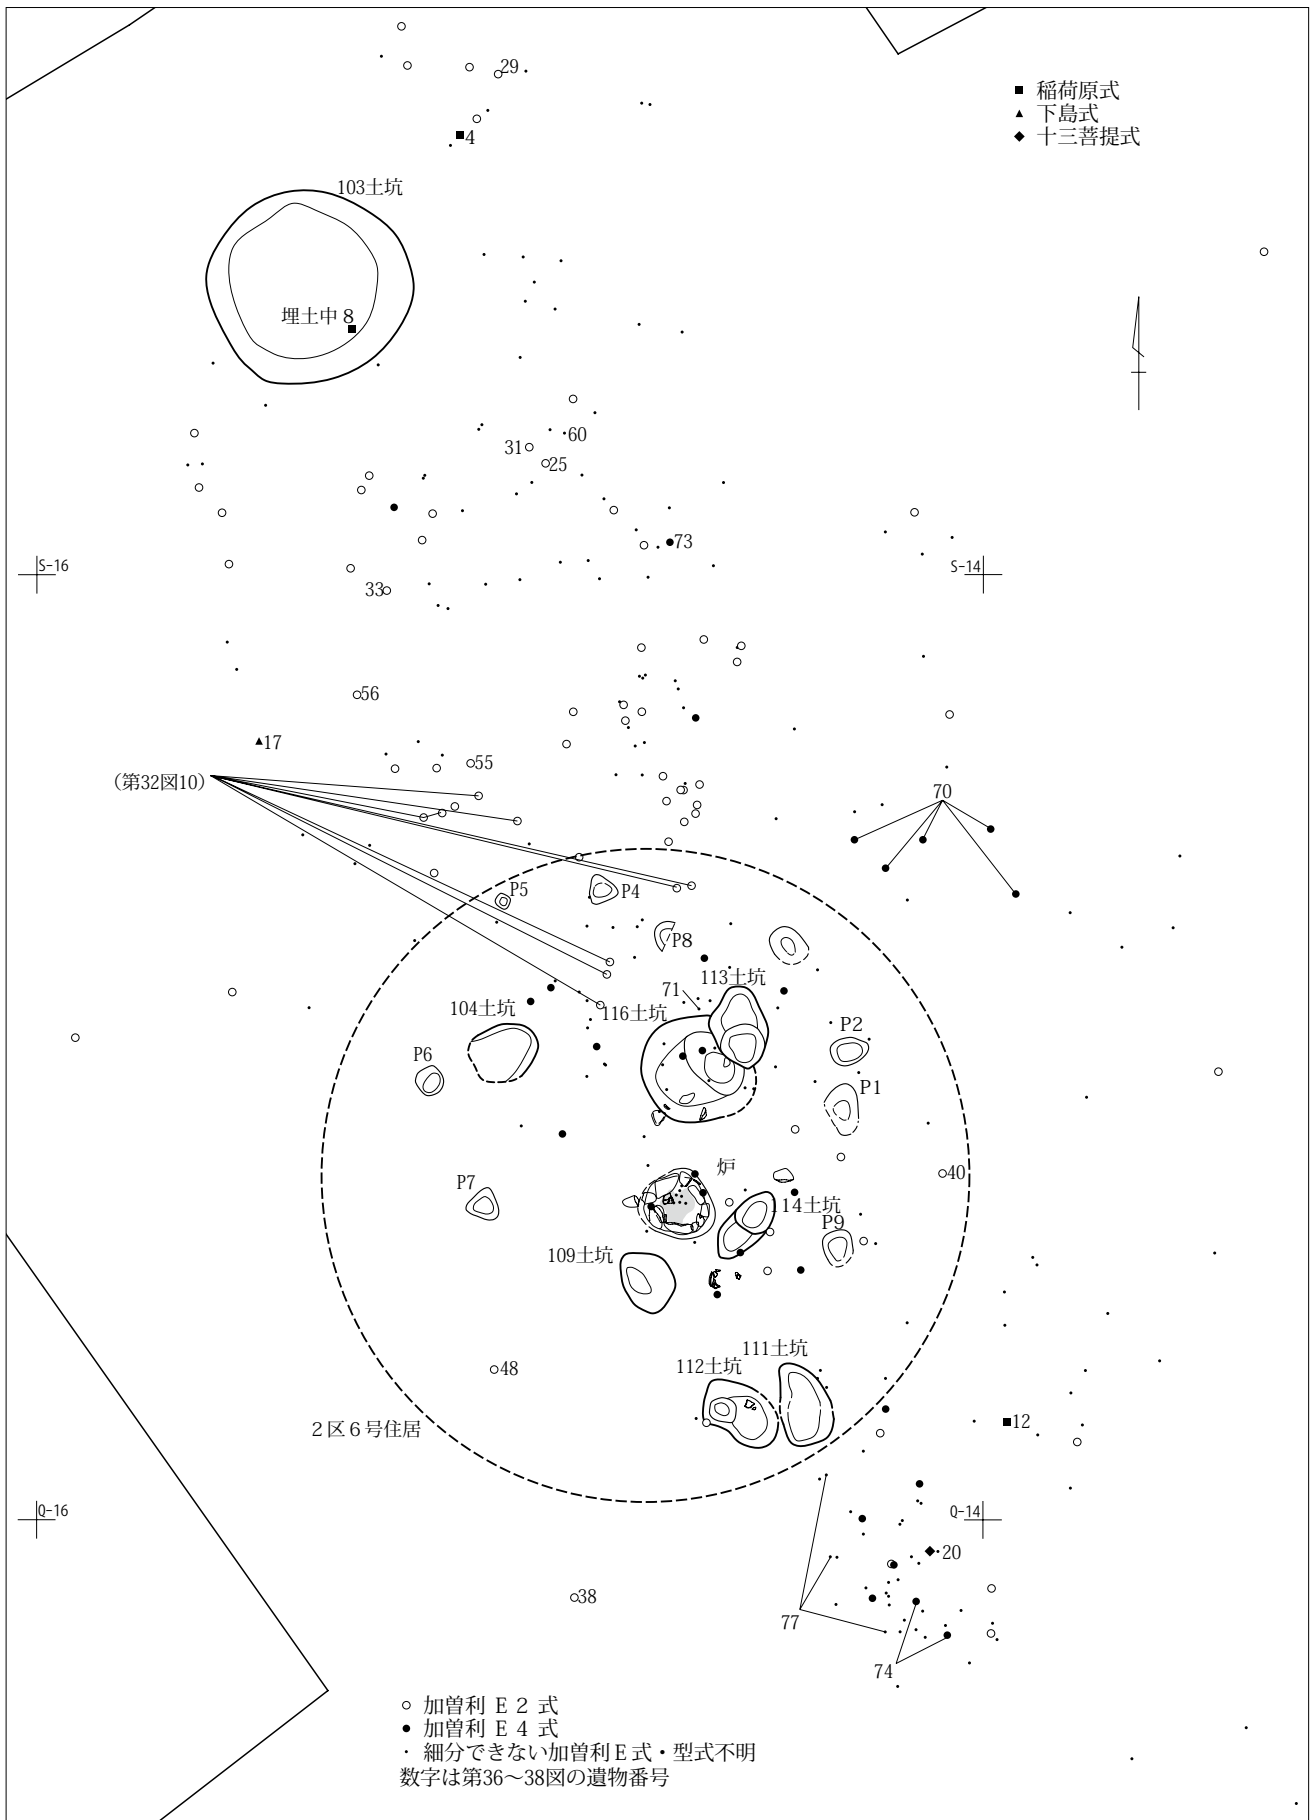 29
■ 稲荷原式
▲ 下島式
◆ 十三菩提式
4
103土坑
埋土中 8
60
31
25
73
S-16
S-14
33
56
17
55
(第32図10)
70
P5
P4
P8
113土坑
71
104土坑
116土坑
P2
P6
P1
炉
40
P7
114土坑
P9
109土坑
111土坑
112土坑
48
12
2区6号住居
Q-16
Q-14
20
38
77
74
○ 加曽利 E 2 式
● 加曽利 E 4 式
・ 細分できない加曽利E式・型式不明
数字は第36～38図の遺物番号